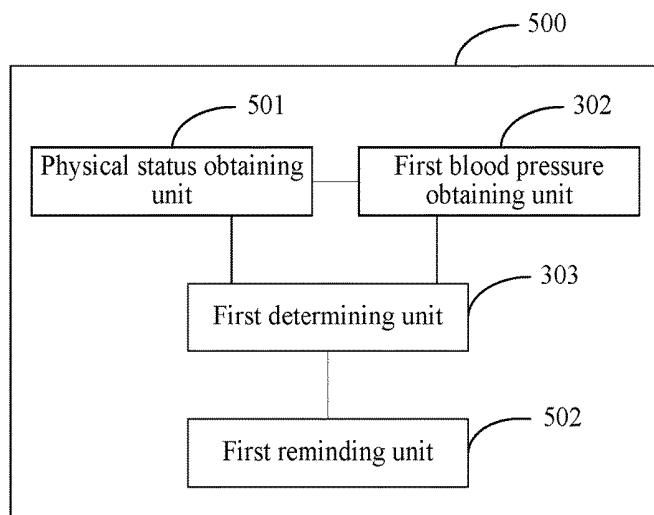 500
501
302
Physical status obtaining
unit
First blood pressure
obtaining unit
303
First determining unit
502
First reminding unit